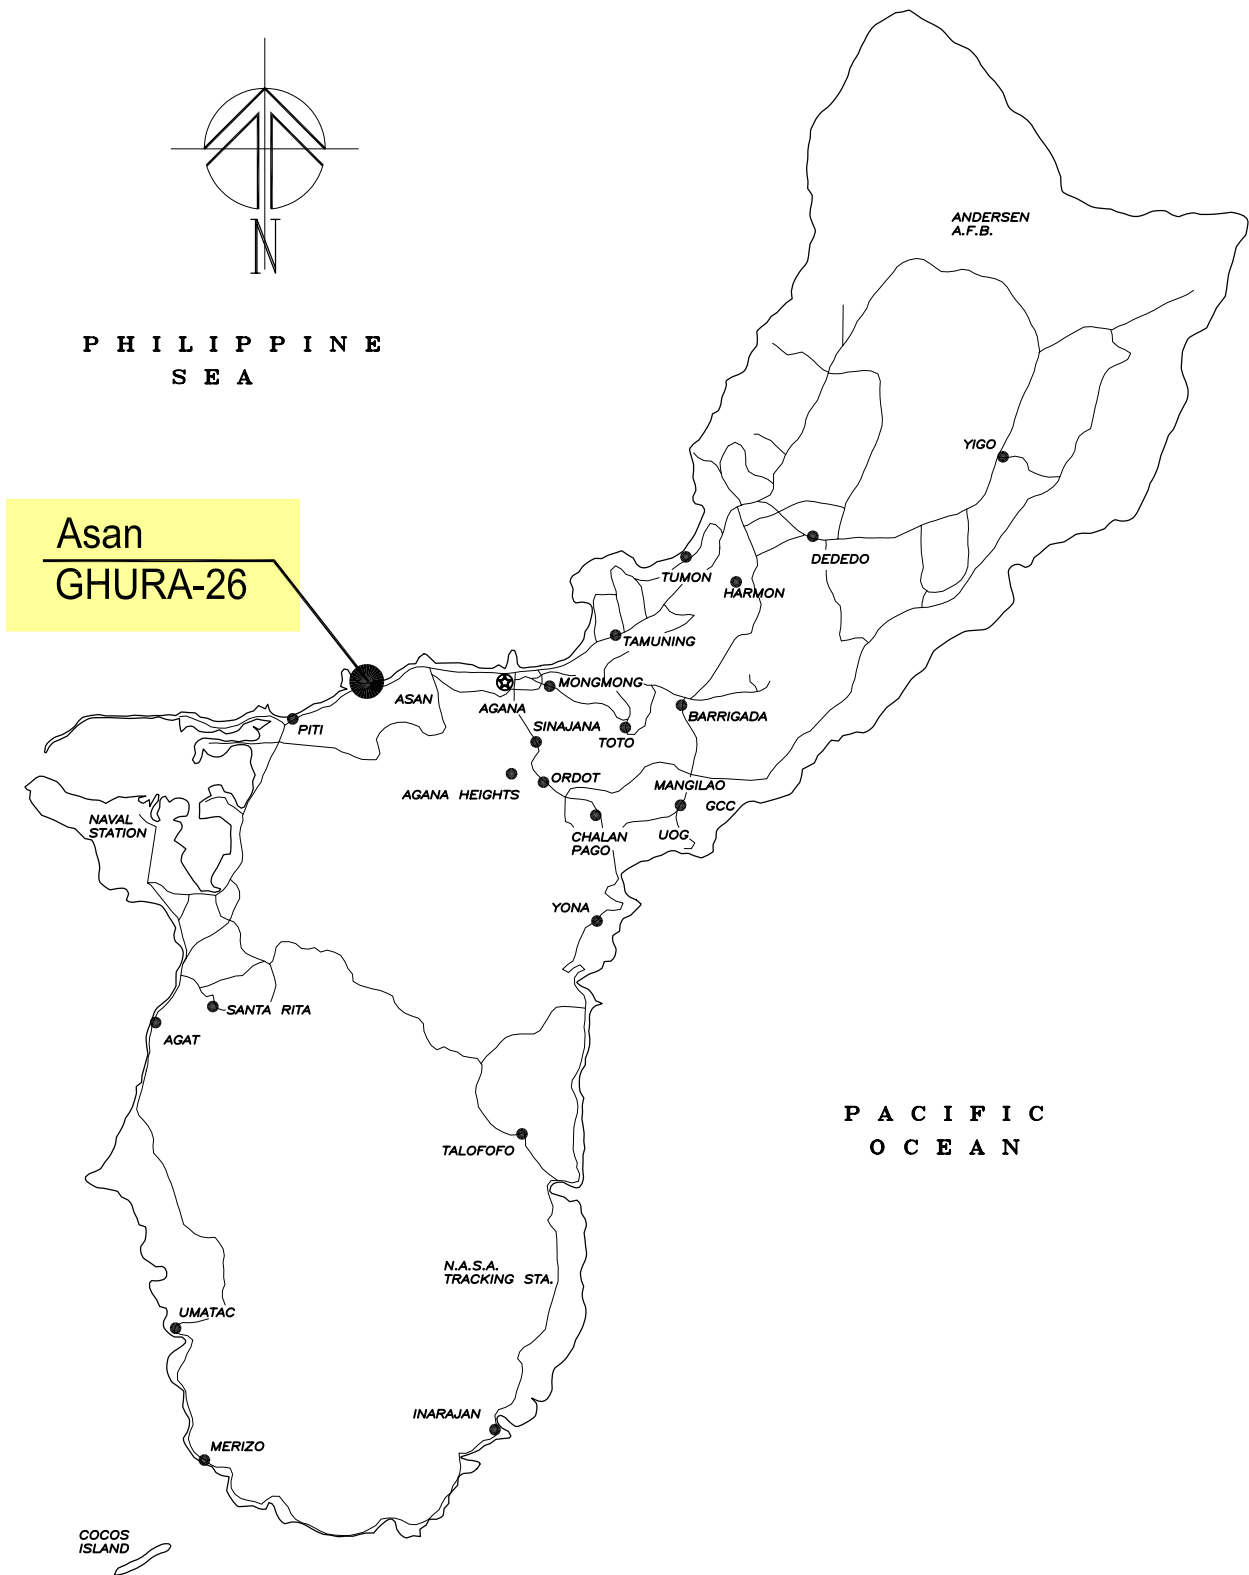 N
PHILIPPINE
SEA
ANDERSEN
A.F.B.
YIGO
Asan
GHURA-26
DEDEDO
TUMON
HARMON
TAMUNING
MONGMONG
ASAN
AGANA
BARRIGADA
PITI
SINAJANA
TOTO
ORDOT
AGANA HEIGHTS
MANGILAO
GCC
NAVAL
STATION
CHALAN
PAGO
UOG
YONA
SANTA RITA
AGAT
PACIFIC
OCEAN
TALOFOFO
N.A.S.A.
TRACKING STA.
UMATAC
INARAJAN
MERIZO
COCOS
ISLAND